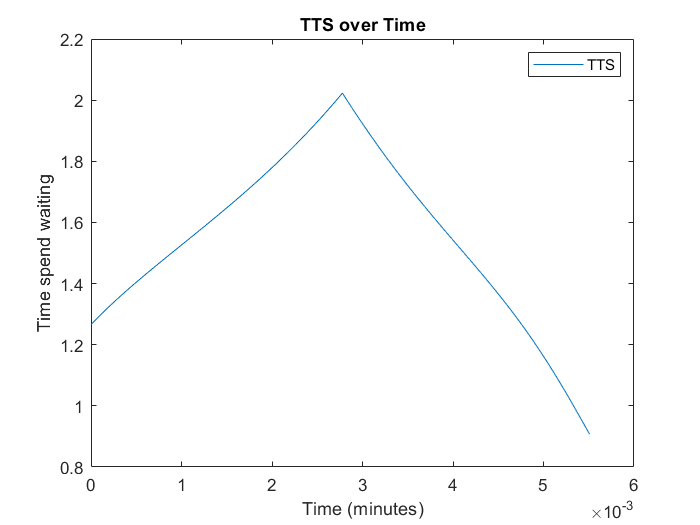 TTS over Time
TTS
2.2
2
1.8
1.6
1.4
1.2
1
0.8
Time spend waiting
0 1 2 3 4 5 6
Time (minutes)
×10⁻³